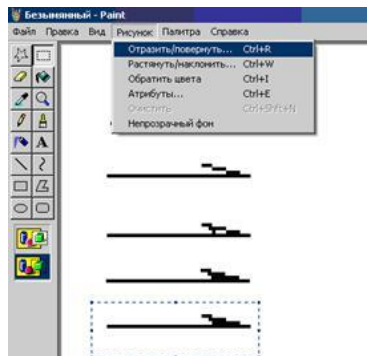 Безымянный - Paint
Файл Правка Вид Рисунок Палитра Справка
Отразить/повернуть... Ctrl+R
Растянуть/наклонить... Ctrl+W
Обратить цвета Ctrl+I
Атрибуты... Ctrl+E
Очистить Ctrl+Shft+N
Непрозрачный фон
A